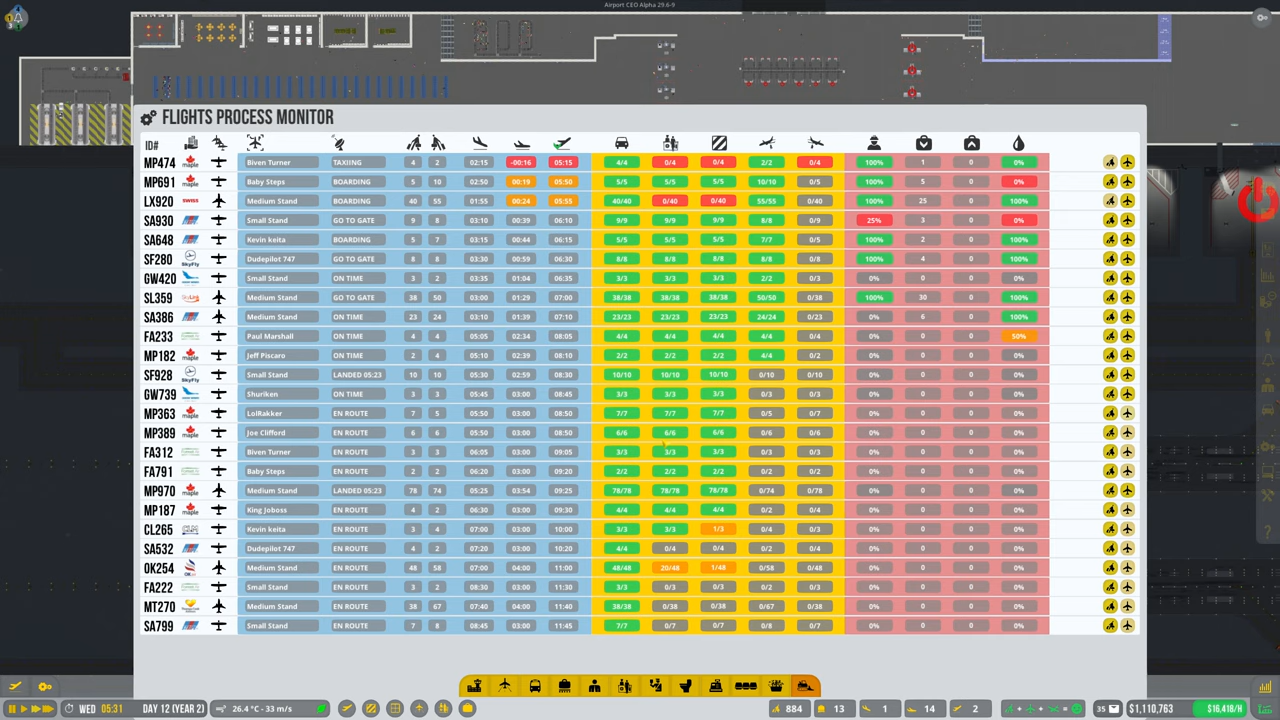 Airport CEO Alpha 29.6-9
FLIGHTS PROCESS MONITOR
ID#
MP474 maple Biven Turner TAXIING 4 2 02:15 -00:16 05:15 4/4 0/4 0/4 2/2 0/4 100% 1 0 0%
MP691 maple Baby Steps BOARDING 5 10 02:50 00:19 05:50 5/5 5/5 5/5 10/10 0/5 100% 5 0 0%
LX920 SWISS Medium Stand BOARDING 40 55 01:55 00:24 05:55 40/40 0/40 0/40 55/55 0/40 100% 25 0 100%
SA930 Small Stand GO TO GATE 9 8 03:10 00:39 06:10 9/9 9/9 9/9 8/8 0/9 25% 3 0 0%
SA648 Kevin keita BOARDING 5 7 03:15 00:44 06:15 5/5 5/5 5/5 7/7 0/5 100% 2 0 100%
SF280 SkyFly Dudepilot 747 GO TO GATE 8 8 03:30 00:59 06:30 8/8 8/8 8/8 8/8 0/8 100% 4 0 100%
GW420 Small Stand ON TIME 3 3 03:35 01:04 06:35 3/3 3/3 3/3 2/2 0/3 0% 0 0 0%
SL359 SkyLink Medium Stand GO TO GATE 38 50 03:00 01:29 07:00 38/38 38/38 38/38 50/50 0/38 100% 30 0 100%
SA386 Medium Stand ON TIME 23 24 03:10 01:39 07:10 23/23 23/23 23/23 24/24 0/23 0% 6 0 100%
FA233 Paul Marshall ON TIME 4 4 05:05 02:34 08:05 4/4 4/4 4/4 4/4 0/4 0% 0 0 50%
MP182 maple Jeff Piscaro ON TIME 2 4 05:10 02:39 08:10 2/2 2/2 2/2 4/4 0/2 0% 0 0 0%
SF928 SkyFly Small Stand LANDED 05:23 10 10 05:30 02:59 08:30 10/10 10/10 10/10 0/10 0/10 0% 0 0 0%
GW739 Shuriken ON TIME 3 3 05:45 03:00 08:45 3/3 3/3 3/3 0/3 0/3 0% 0 0 0%
MP363 maple LolRakker EN ROUTE 7 5 05:50 03:00 08:50 7/7 7/7 7/7 0/5 0/7 0% 0 0 0%
MP389 maple Joe Clifford EN ROUTE 6 6 05:50 03:00 08:50 6/6 6/6 6/6 0/6 0/6 0% 0 0 0%
FA312 Biven Turner EN ROUTE 3 3 06:05 03:00 09:05 3/3 3/3 3/3 0/3 0/3 0% 0 0 0%
FA791 Baby Steps EN ROUTE 2 2 06:20 03:00 09:20 2/2 2/2 2/2 0/2 0/2 0% 0 0 0%
MP970 maple Medium Stand LANDED 05:23 78 74 05:25 03:54 09:25 78/78 78/78 78/78 0/74 0/78 0% 0 0 0%
MP187 maple King Joboss EN ROUTE 4 2 06:30 03:00 09:30 4/4 4/4 4/4 0/2 0/4 0% 0 0 0%
CL265 Kevin keita EN ROUTE 3 4 07:00 03:00 10:00 3/3 3/3 1/3 0/4 0/3 0% 0 0 0%
SA532 Dudepilot 747 EN ROUTE 4 2 07:20 03:00 10:20 4/4 0/4 0/4 0/2 0/4 0% 0 0 0%
OK254 Medium Stand EN ROUTE 48 58 07:00 04:00 11:00 48/48 20/48 1/48 0/58 0/48 0% 0 0 0%
FA222 Small Stand EN ROUTE 3 2 08:30 03:00 11:30 3/3 0/3 0/3 0/2 0/3 0% 0 0 0%
MT270 Medium Stand EN ROUTE 38 67 07:40 04:00 11:40 38/38 0/38 0/38 0/67 0/38 0% 0 0 0%
SA799 Small Stand EN ROUTE 7 8 08:45 03:00 11:45 7/7 0/7 0/7 0/8 0/7 0% 0 0 0%
WED 05:31 DAY 12 (YEAR 2) 26.4 °C - 33 m/s 884 13 1 14 2 35 $1,110,763 $16,418/H